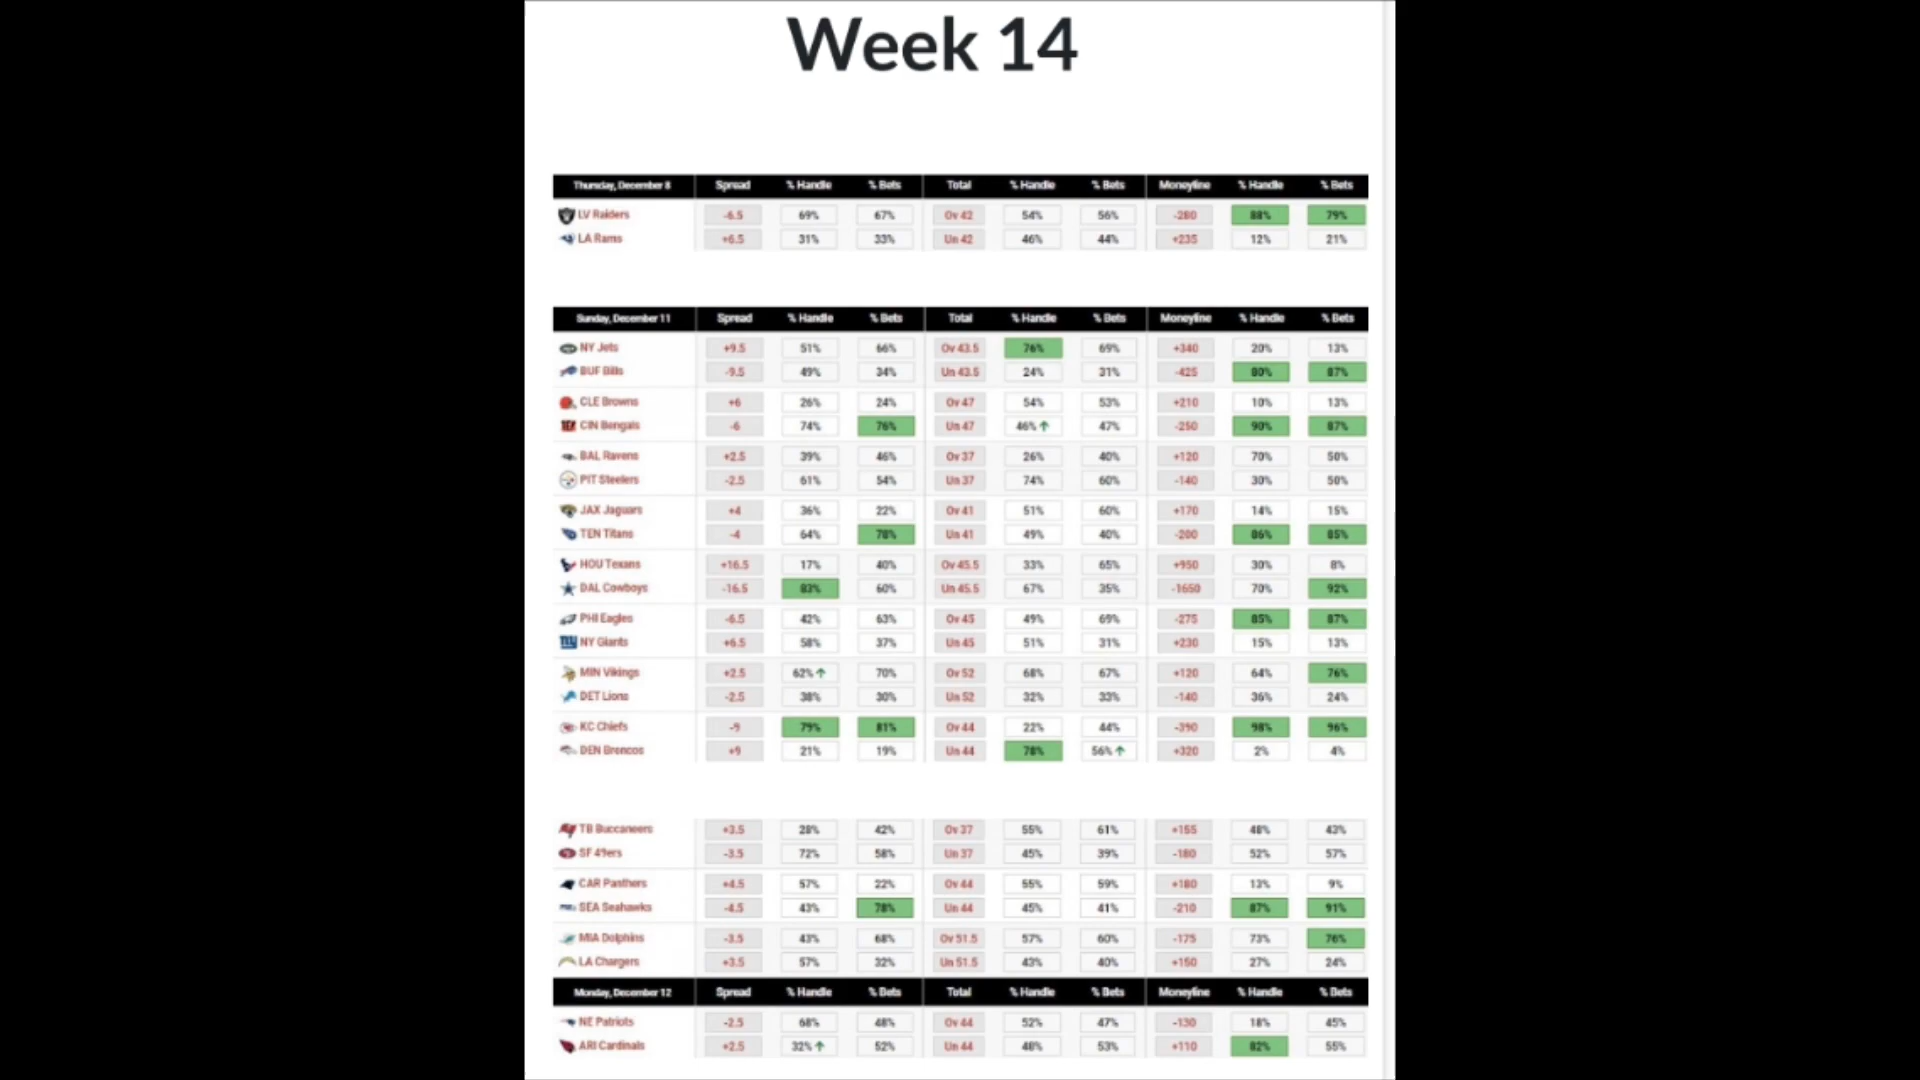 Week 14
Thursday, December 8 Spread % Handle % Bets Total % Handle % Bets Moneyline % Handle % Bets
LV Raiders -6.5 69% 67% Ov 42 54% 56% -280 88% 79%
LA Rams +6.5 31% 33% Un 42 46% 44% +235 12% 21%
Sunday, December 11 Spread % Handle % Bets Total % Handle % Bets Moneyline % Handle % Bets
NY Jets +9.5 51% 66% Ov 43.5 76% 69% +340 20% 13%
BUF Bills -9.5 49% 34% Un 43.5 24% 31% -425 80% 87%
CLE Browns +6 26% 24% Ov 47 54% 53% +210 10% 13%
CIN Bengals -6 74% 76% Un 47 46% ↑ 47% -250 90% 87%
BAL Ravens +2.5 39% 46% Ov 37 26% 40% +120 70% 50%
PIT Steelers -2.5 61% 54% Un 37 74% 60% -140 30% 50%
JAX Jaguars +4 36% 22% Ov 41 51% 60% +170 14% 15%
TEN Titans -4 64% 78% Un 41 49% 40% -200 86% 85%
HOU Texans +16.5 17% 40% Ov 45.5 33% 65% +950 30% 8%
DAL Cowboys -16.5 83% 60% Un 45.5 67% 35% -1650 70% 92%
PHI Eagles -6.5 42% 63% Ov 45 49% 69% -275 85% 87%
NY Giants +6.5 58% 37% Un 45 51% 31% +230 15% 13%
MIN Vikings +2.5 62% ↑ 70% Ov 52 68% 67% +120 64% 76%
DET Lions -2.5 38% 30% Un 52 32% 33% -140 36% 24%
KC Chiefs -9 79% 81% Ov 44 22% 44% -390 98% 96%
DEN Broncos +9 21% 19% Un 44 78% 56% ↑ +320 2% 4%
TB Buccaneers +3.5 28% 42% Ov 37 55% 61% +155 48% 43%
SF 49ers -3.5 72% 58% Un 37 45% 39% -180 52% 57%
CAR Panthers +4.5 57% 22% Ov 44 55% 59% +180 13% 9%
SEA Seahawks -4.5 43% 78% Un 44 45% 41% -210 87% 91%
MIA Dolphins -3.5 43% 68% Ov 51.5 57% 60% -175 73% 76%
LA Chargers +3.5 57% 32% Un 51.5 43% 40% +150 27% 24%
Monday, December 12 Spread % Handle % Bets Total % Handle % Bets Moneyline % Handle % Bets
NE Patriots -2.5 68% 48% Ov 44 52% 47% -130 18% 45%
ARI Cardinals +2.5 32% ↑ 52% Un 44 48% 53% +110 82% 55%